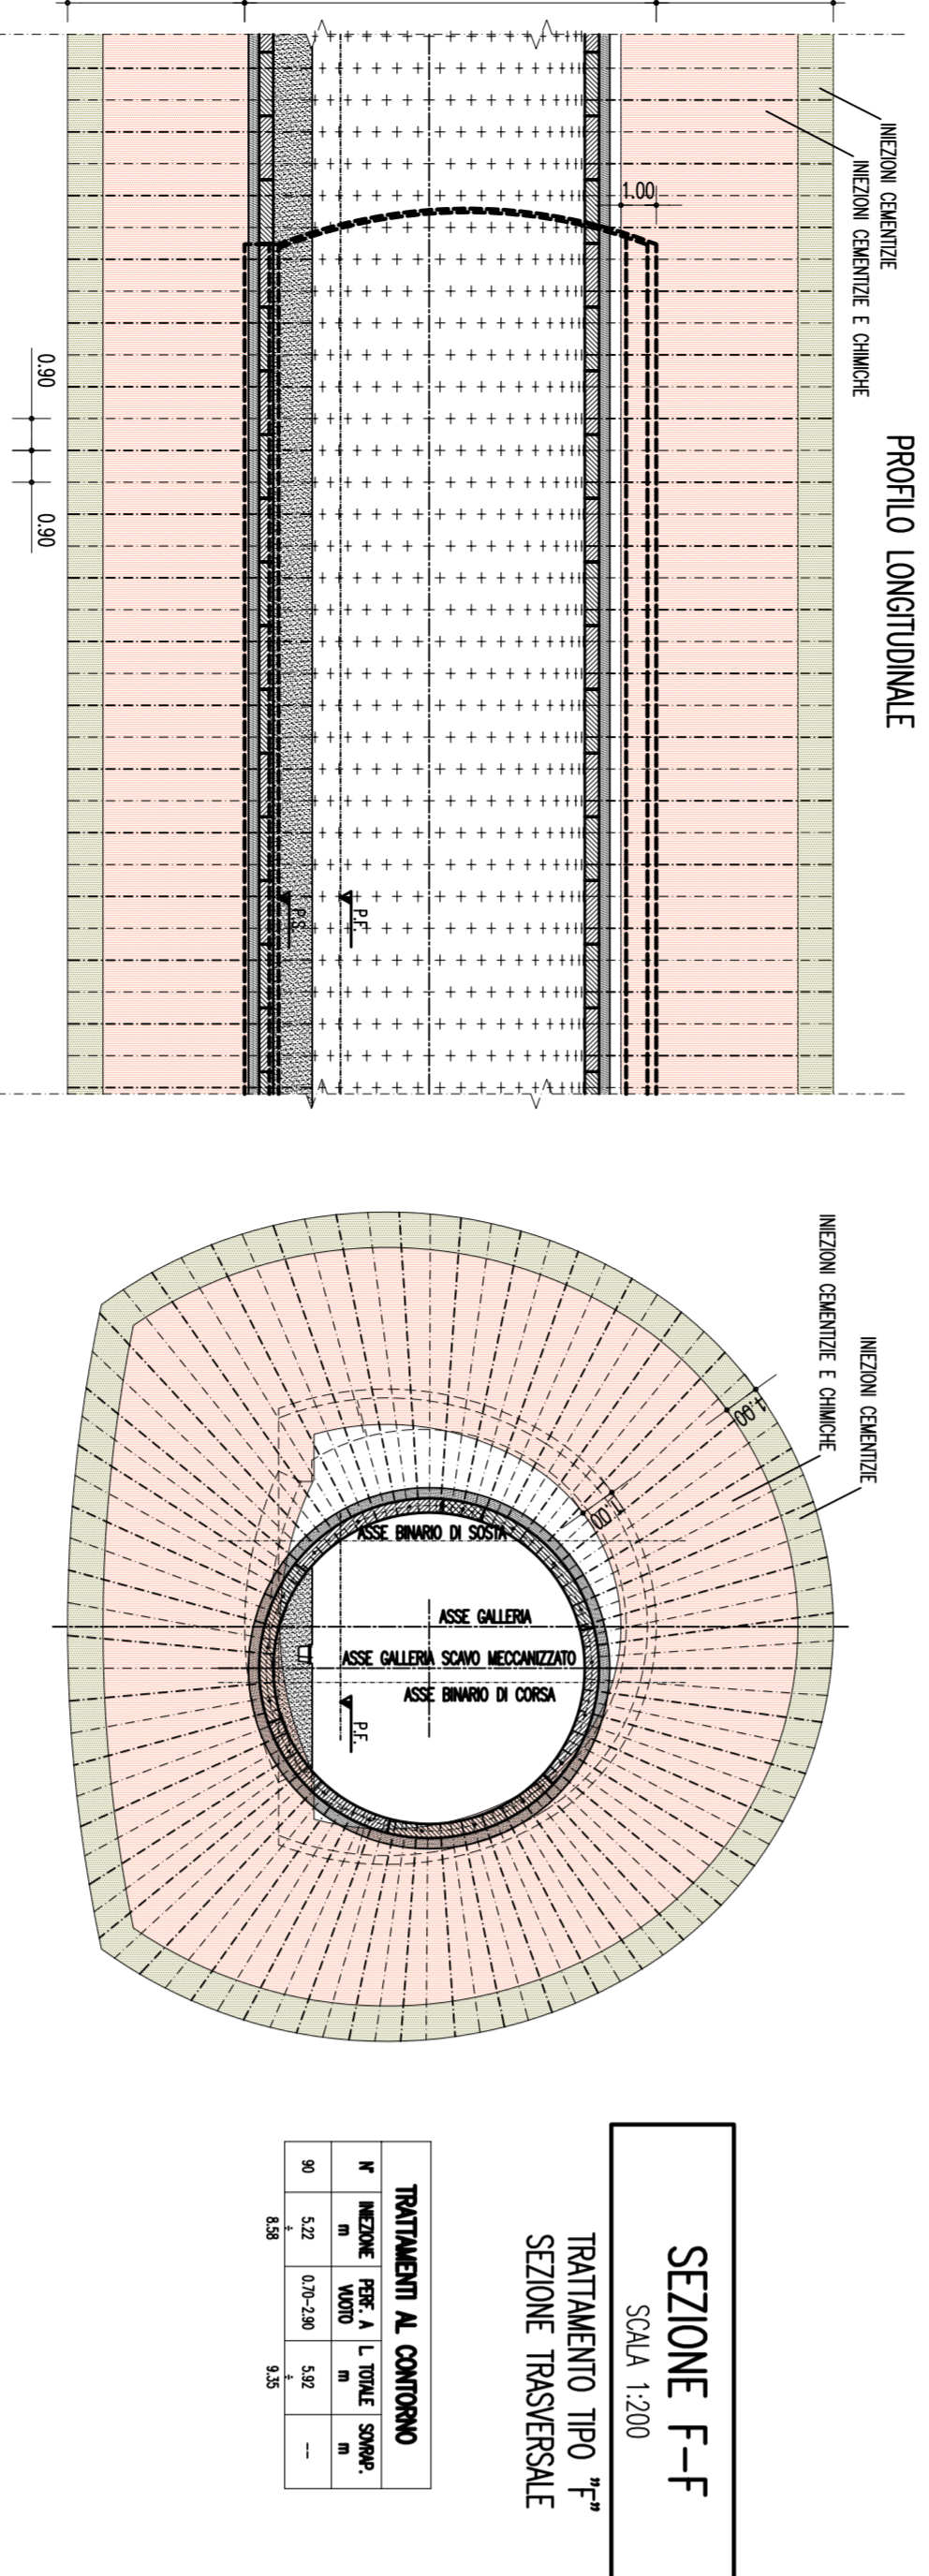 SEZIONE F-F
SCALA 1:200
TRATTAMENTO TIPO "F"
SEZIONE TRASVERSALE
TRATTAMENTI AL CONTORNO
N° INIEZIONE m PERF. A VUOTO L. TOTALE m SOVRAP. m
90 5.22 ÷ 8.58 0.70-2.90 5.92 ÷ 9.35 --
INIEZIONI CEMENTIZIE
INIEZIONI CEMENTIZIE E CHIMICHE
1.00
1.00
ASSE BINARIO DI SOSTA
ASSE GALLERIA
ASSE GALLERIA SCAVO MECCANIZZATO
ASSE BINARIO DI CORSA
P.F.
PROFILO LONGITUDINALE
INIEZIONI CEMENTIZIE
INIEZIONI CEMENTIZIE E CHIMICHE
1.00
P.F.
P.S.
0.90
0.90